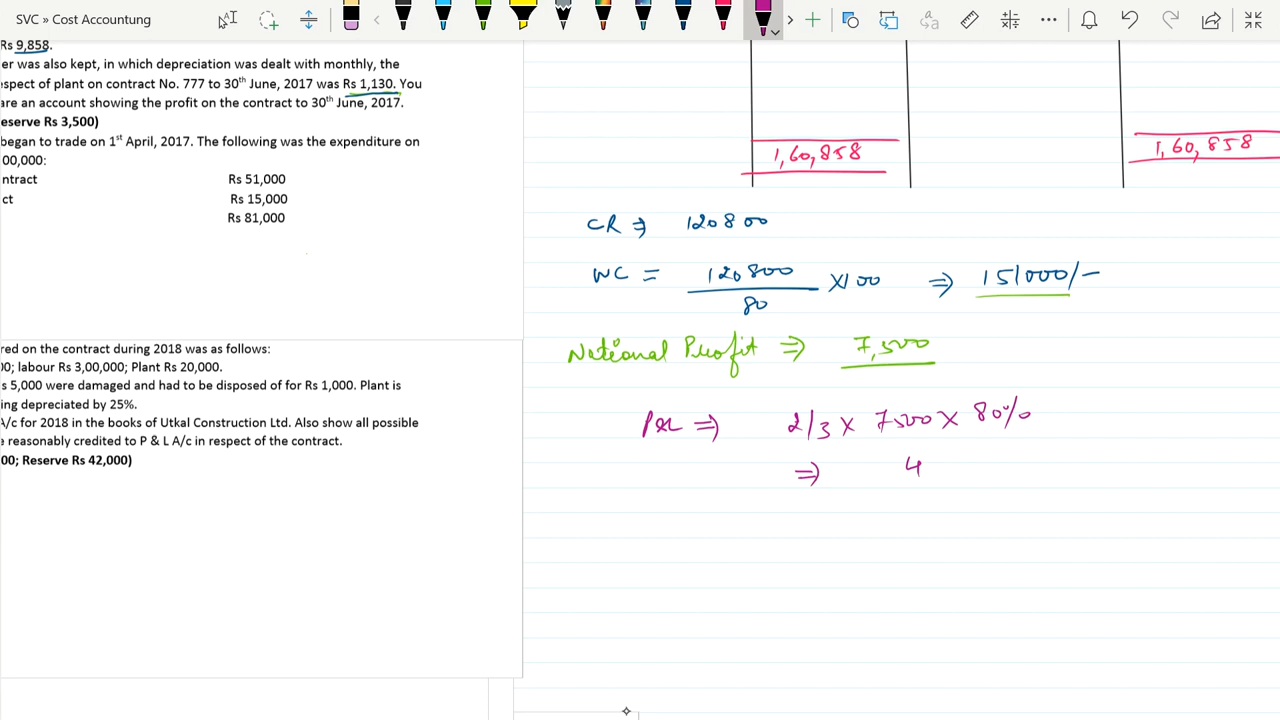 SVC » Cost Accountung
Rs 9,858.
er was also kept, in which depreciation was dealt with monthly, the
espect of plant on contract No. 777 to 30th June, 2017 was Rs 1,130. You
are an account showing the profit on the contract to 30th June, 2017.
eserve Rs 3,500)
began to trade on 1st April, 2017. The following was the expenditure on
00,000:
ntract Rs 51,000
ct Rs 15,000
Rs 81,000
red on the contract during 2018 was as follows:
00; labour Rs 3,00,000; Plant Rs 20,000.
s 5,000 were damaged and had to be disposed of for Rs 1,000. Plant is
ing depreciated by 25%.
A/c for 2018 in the books of Utkal Construction Ltd. Also show all possible
e reasonably credited to P & L A/c in respect of the contract.
00; Reserve Rs 42,000)
1,60,858 1,60,858
CR ⇒ 120800
WC = 120800/80 ×100 ⇒ 151000/-
Notional Profit ⇒ 7,500
P&L ⇒ 2/3 × 7500 × 80%
⇒ 4